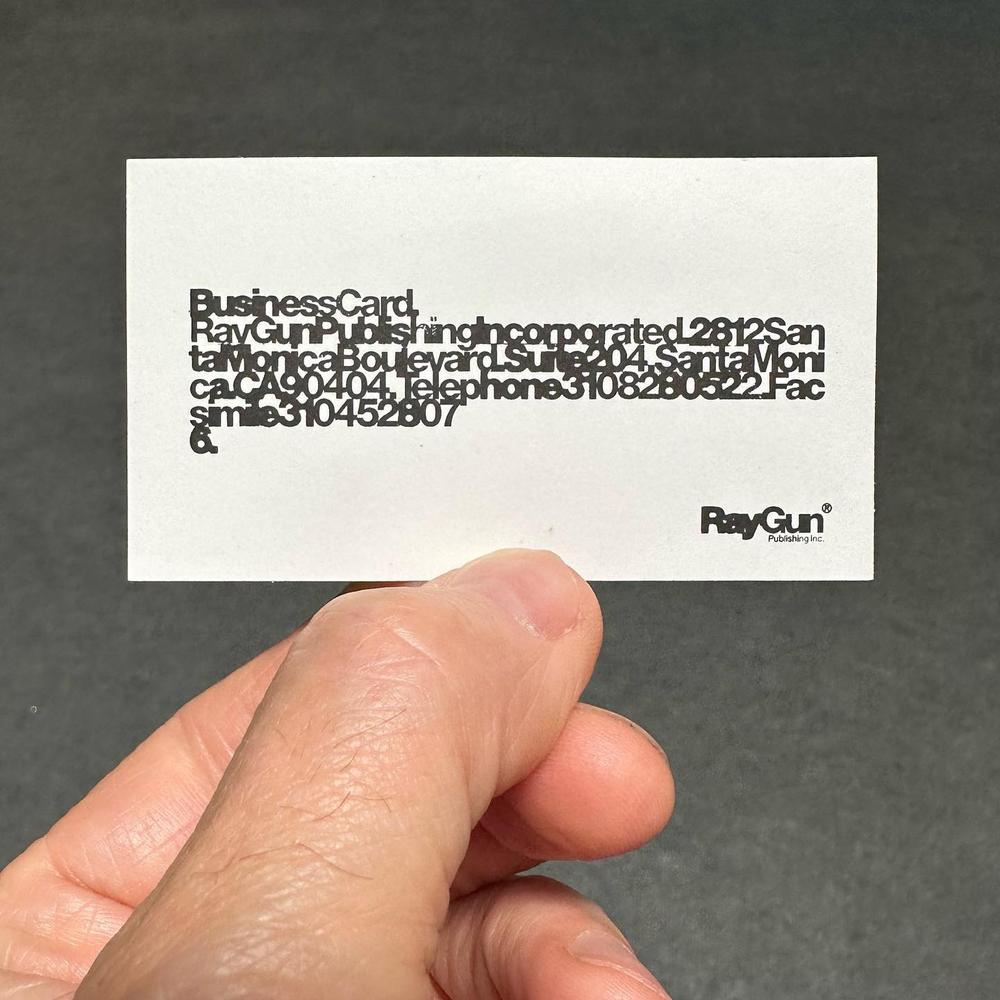 BusinessCard.
RayGunPublishingIncorporated.2812San
taMonicaBoulevard.Suite204.SantaMoni
ca.CA90404.Telephone3108280522.Fac
simile310452807
6.
RayGun®
Publishing Inc.